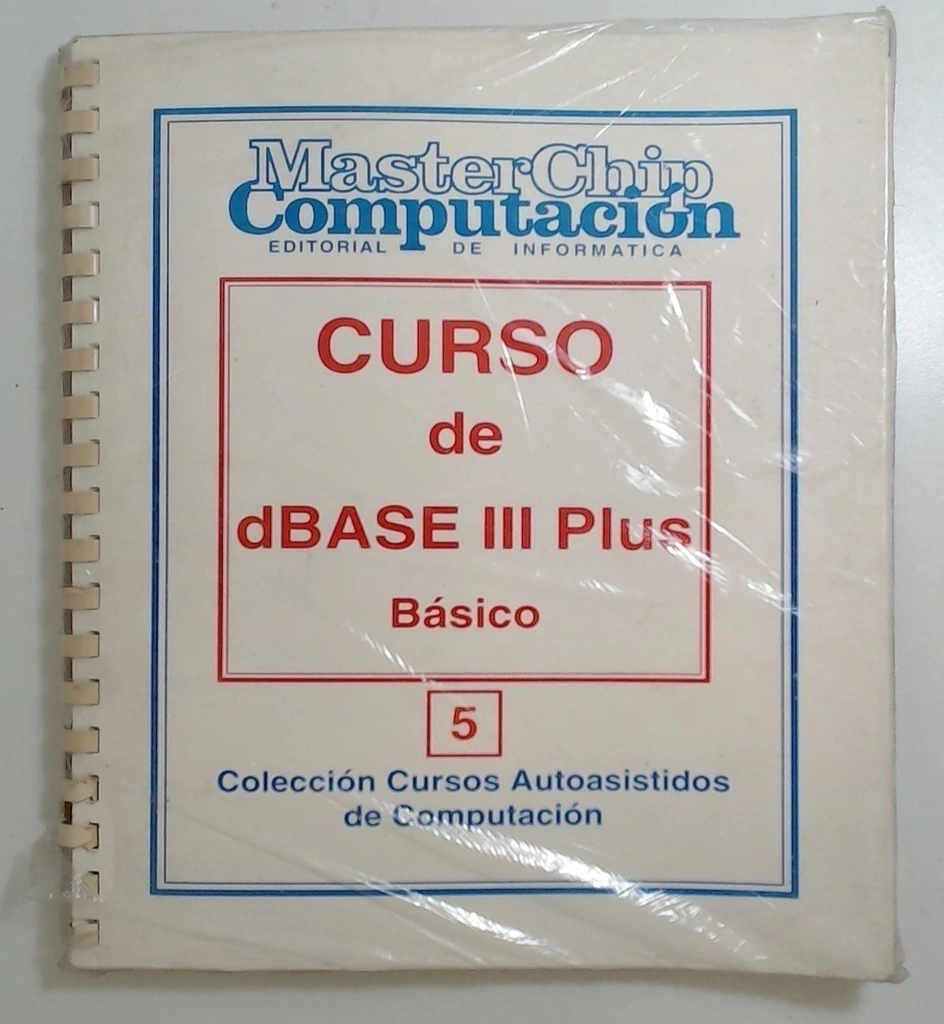 MasterChip
Computación
EDITORIAL DE INFORMATICA
CURSO
de
dBASE III Plus
Básico
5
Colección Cursos Autoasistidos
de Computación